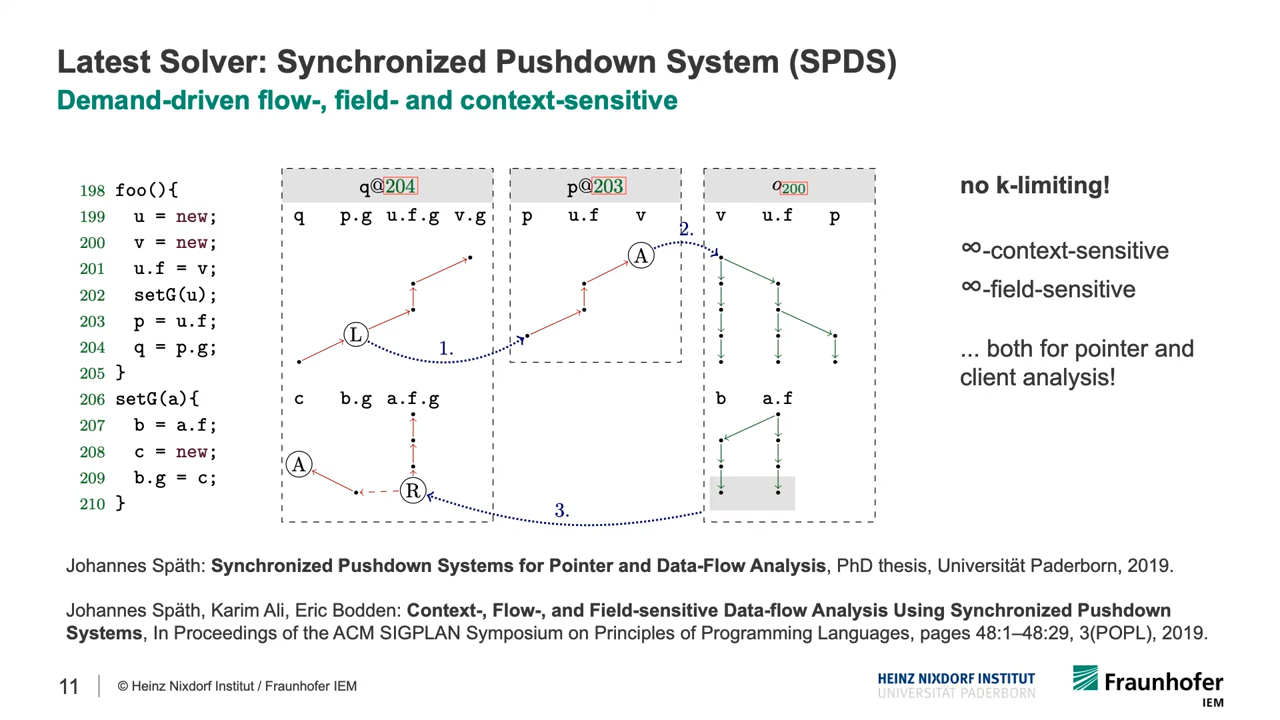 Latest Solver: Synchronized Pushdown System (SPDS)
Demand-driven flow-, field- and context-sensitive
198 foo(){
199 u = new;
200 v = new;
201 u.f = v;
202 setG(u);
203 p = u.f;
204 q = p.g;
205 }
206 setG(a){
207 b = a.f;
208 c = new;
209 b.g = c;
210 }
q@204
q p.g u.f.g v.g
L
1.
c b.g a.f.g
A
R
p@203
p u.f v
A
2.
o200
v u.f p
b a.f
3.
no k-limiting!
∞-context-sensitive
∞-field-sensitive
... both for pointer and
client analysis!
Johannes Späth: Synchronized Pushdown Systems for Pointer and Data-Flow Analysis, PhD thesis, Universität Paderborn, 2019.
Johannes Späth, Karim Ali, Eric Bodden: Context-, Flow-, and Field-sensitive Data-flow Analysis Using Synchronized Pushdown
Systems, In Proceedings of the ACM SIGPLAN Symposium on Principles of Programming Languages, pages 48:1–48:29, 3(POPL), 2019.
11 © Heinz Nixdorf Institut / Fraunhofer IEM
HEINZ NIXDORF INSTITUT
UNIVERSITÄT PADERBORN
Fraunhofer
IEM